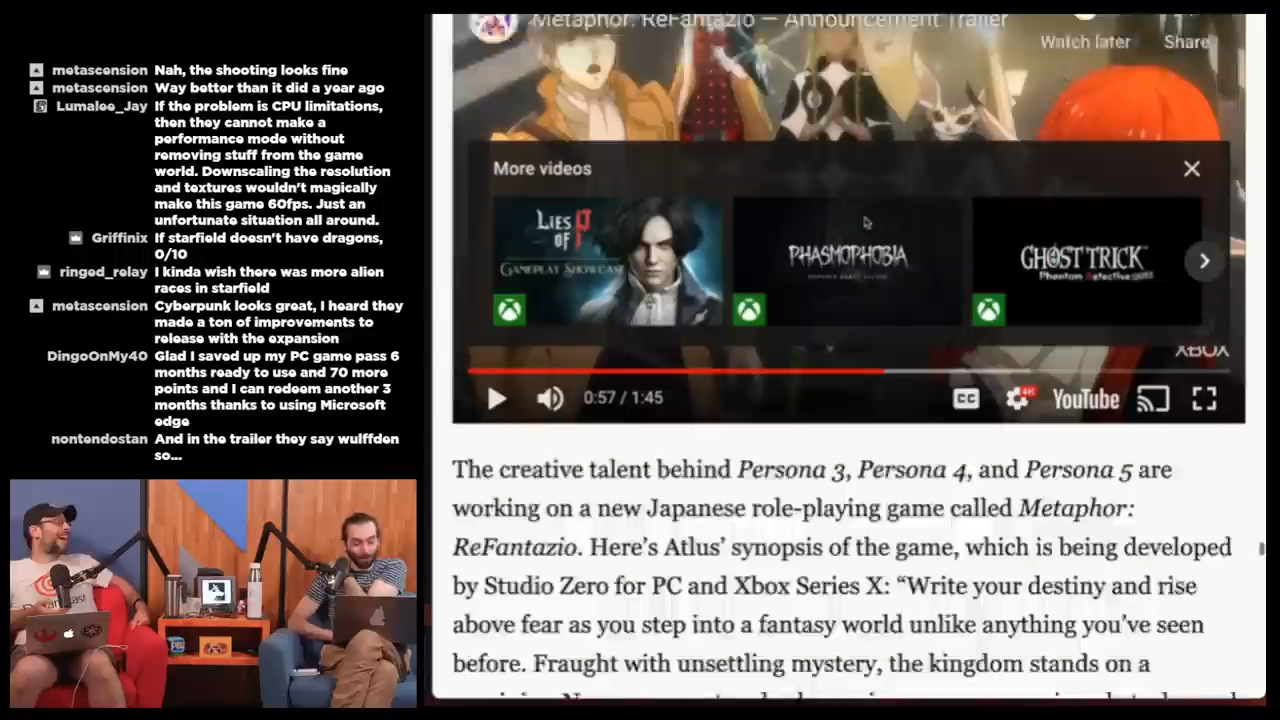 metascension Nah, the shooting looks fine
metascension Way better than it did a year ago
Lumalee_Jay If the problem is CPU limitations,
then they cannot make a
performance mode without
removing stuff from the game
world. Downscaling the resolution
and textures wouldn't magically
make this game 60fps. Just an
unfortunate situation all around.
Griffinix If starfield doesn't have dragons,
0/10
ringed_relay I kinda wish there was more alien
races in starfield
metascension Cyberpunk looks great, I heard they
made a ton of improvements to
release with the expansion
DingoOnMy40 Glad I saved up my PC game pass 6
months ready to use and 70 more
points and I can redeem another 3
months thanks to using Microsoft
edge
nontendostan And in the trailer they say wulffden
so...
Metaphor: ReFantazio — Announcement Trailer
Watch later Share
More videos
LIES OF P
GAMEPLAY SHOWCASE
PHASMOPHOBIA
GHOST TRICK
Phantom Detective
XBOX
0:57 / 1:45
CC
YouTube
The creative talent behind Persona 3, Persona 4, and Persona 5 are
working on a new Japanese role-playing game called Metaphor:
ReFantazio. Here's Atlus' synopsis of the game, which is being developed
by Studio Zero for PC and Xbox Series X: “Write your destiny and rise
above fear as you step into a fantasy world unlike anything you've seen
before. Fraught with unsettling mystery, the kingdom stands on a